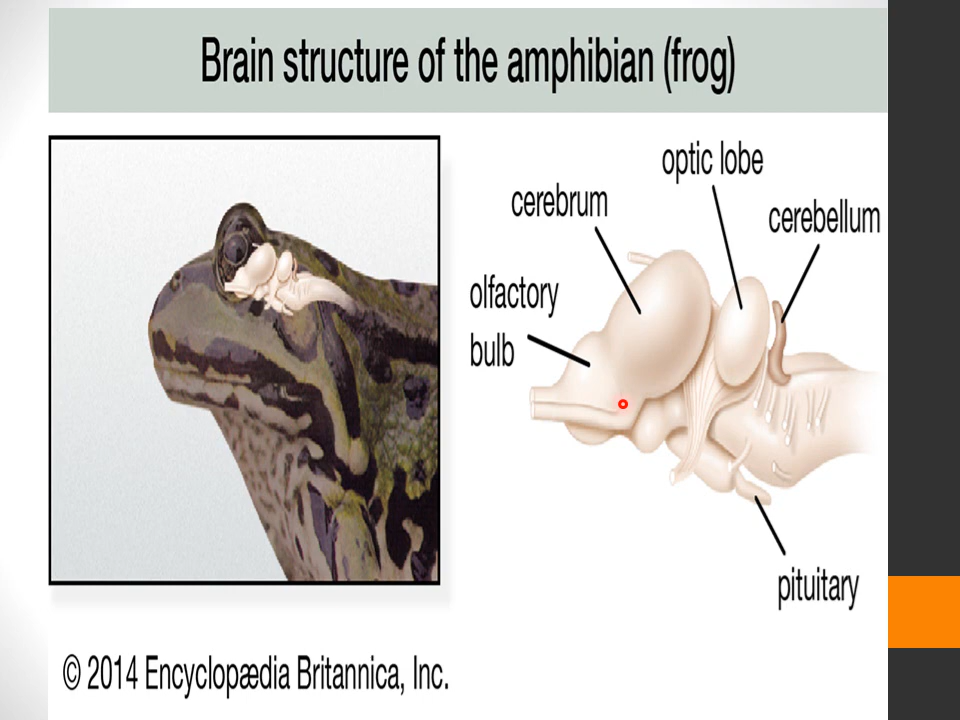 Brain structure of the amphibian (frog)
optic lobe
cerebrum
cerebellum
olfactory
bulb
pituitary
© 2014 Encyclopædia Britannica, Inc.